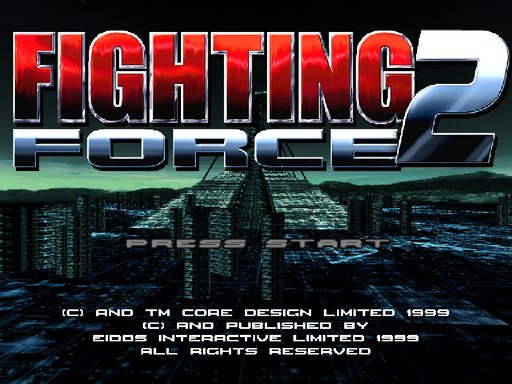 FIGHTING
FORCE 2
PRESS START
(C) AND TM CORE DESIGN LIMITED 1999
(C) AND PUBLISHED BY
EIDOS INTERACTIVE LIMITED 1999
ALL RIGHTS RESERVED